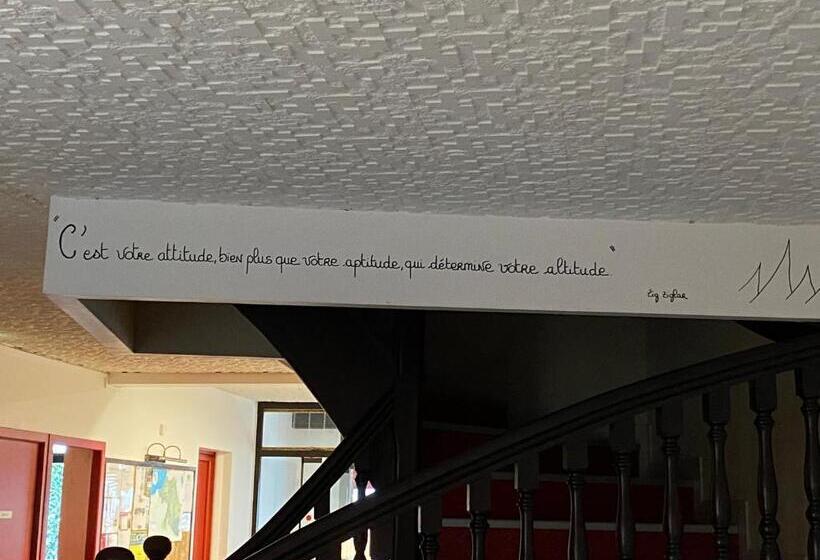 "C'est votre attitude, bien plus que votre aptitude, qui détermine votre altitude."
Zig Ziglar